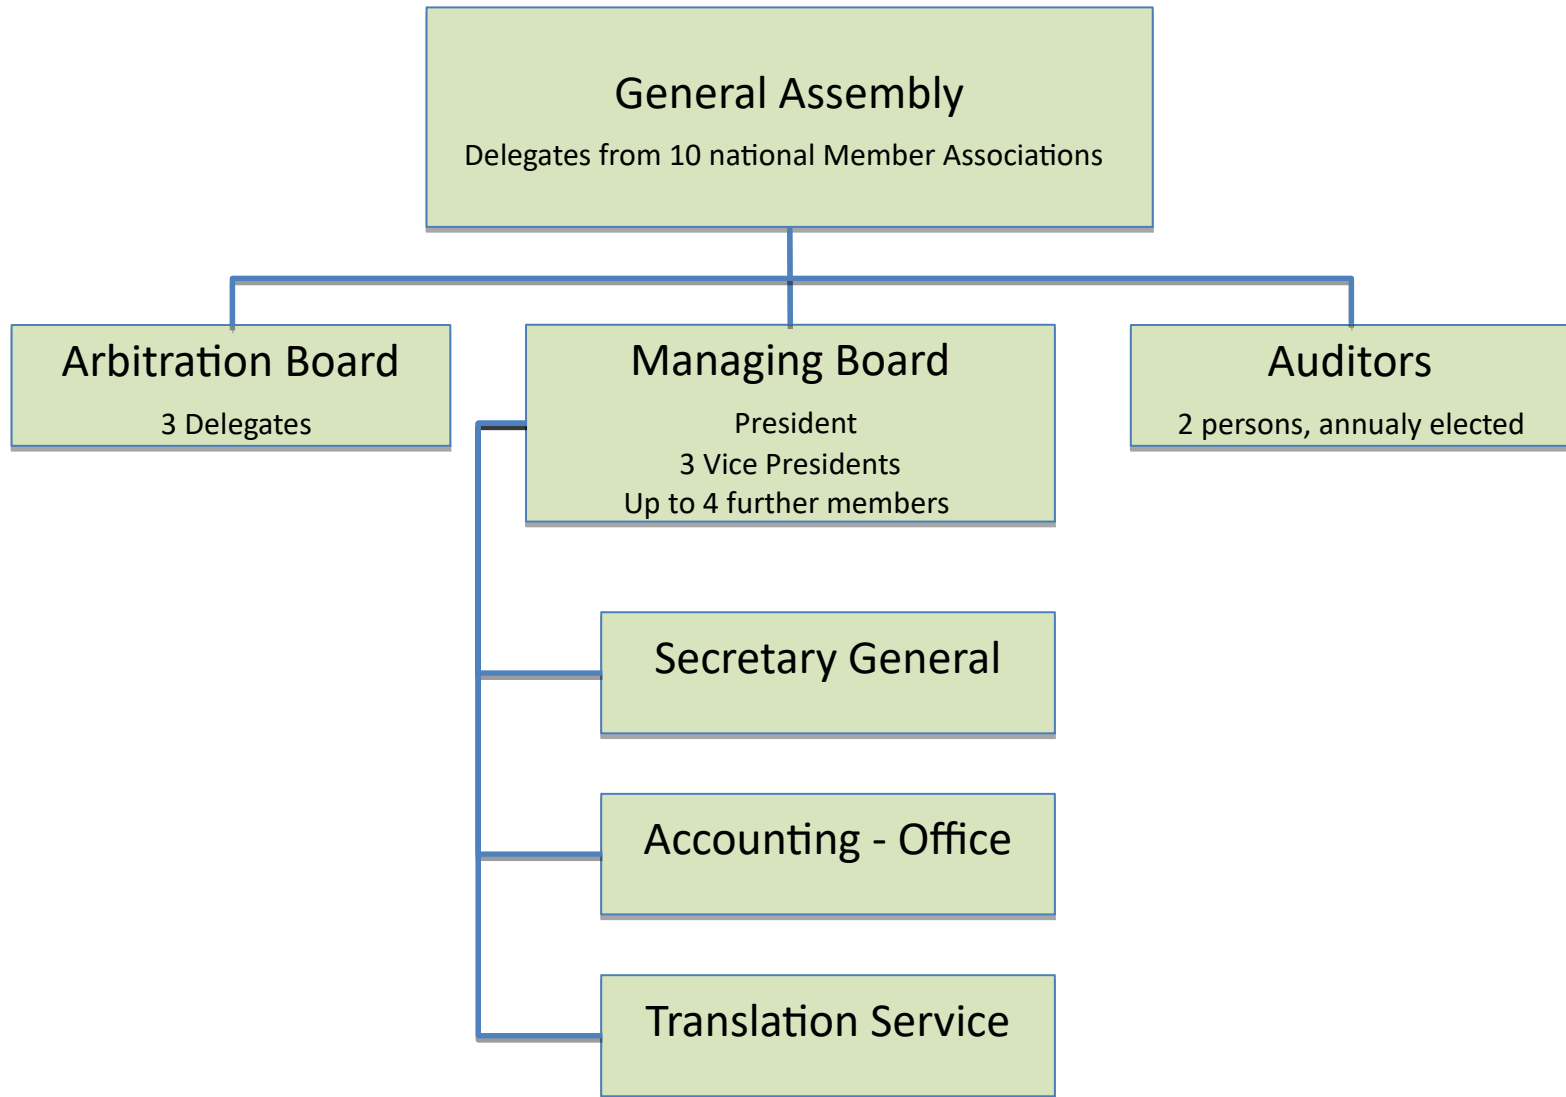 General Assembly
Delegates from 10 national Member Associations
Arbitration Board
3 Delegates
Managing Board
President
3 Vice Presidents
Up to 4 further members
Auditors
2 persons, annualy elected
Secretary General
Accounting - Office
Translation Service